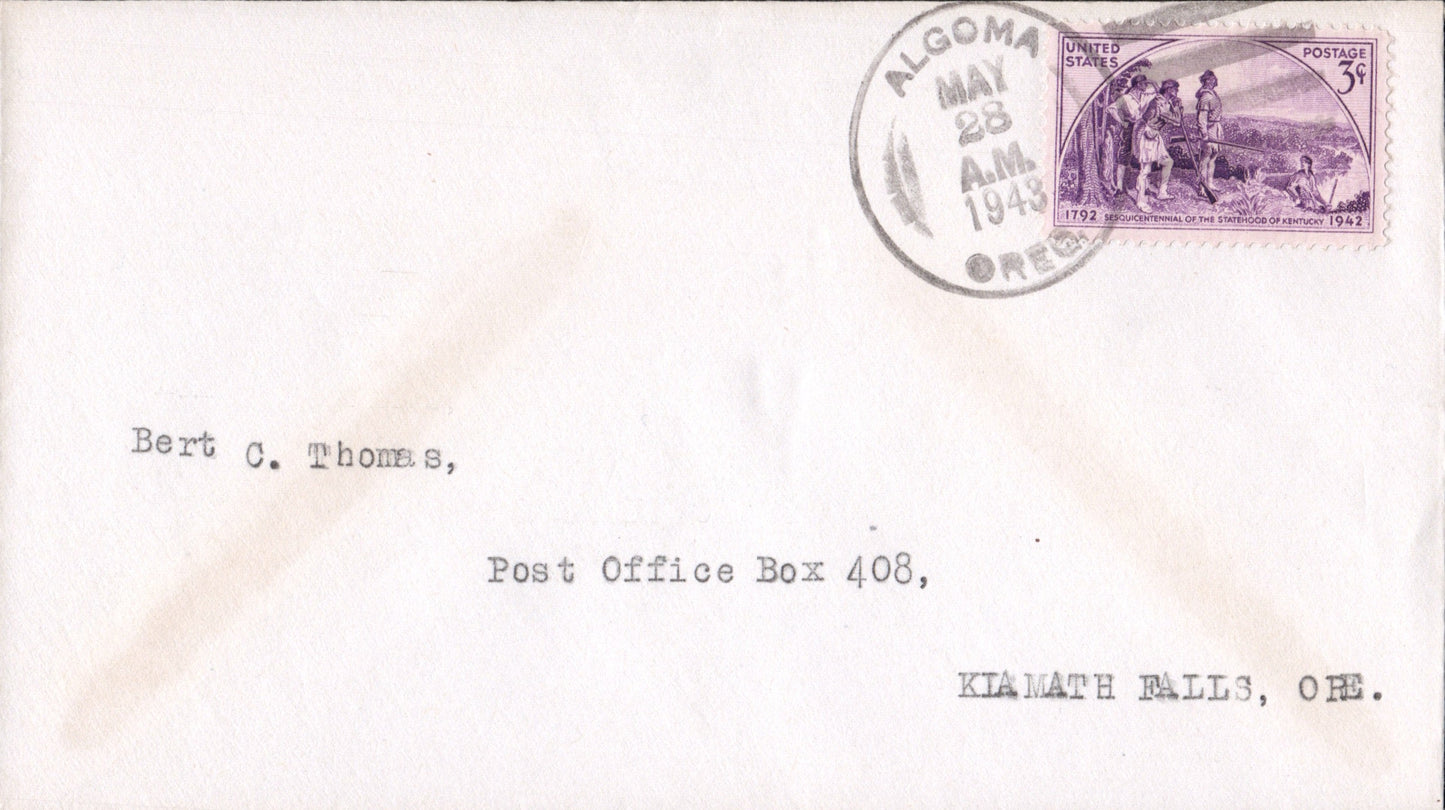 ALGOMA
MAY
28
A.M.
1943
OREG.
UNITED
STATES
POSTAGE
3¢
1792 SESQUICENTENNIAL OF THE STATEHOOD OF KENTUCKY 1942
Bert C. Thomas,
Post Office Box 408,
KLAMATH FALLS, ORE.